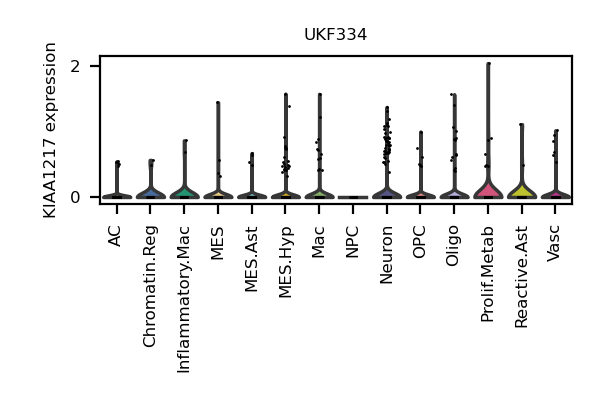 UKF334
KIAA1217 expression
2
0
AC
Chromatin.Reg
Inflammatory.Mac
MES
MES.Ast
MES.Hyp
Mac
NPC
Neuron
OPC
Oligo
Prolif.Metab
Reactive.Ast
Vasc